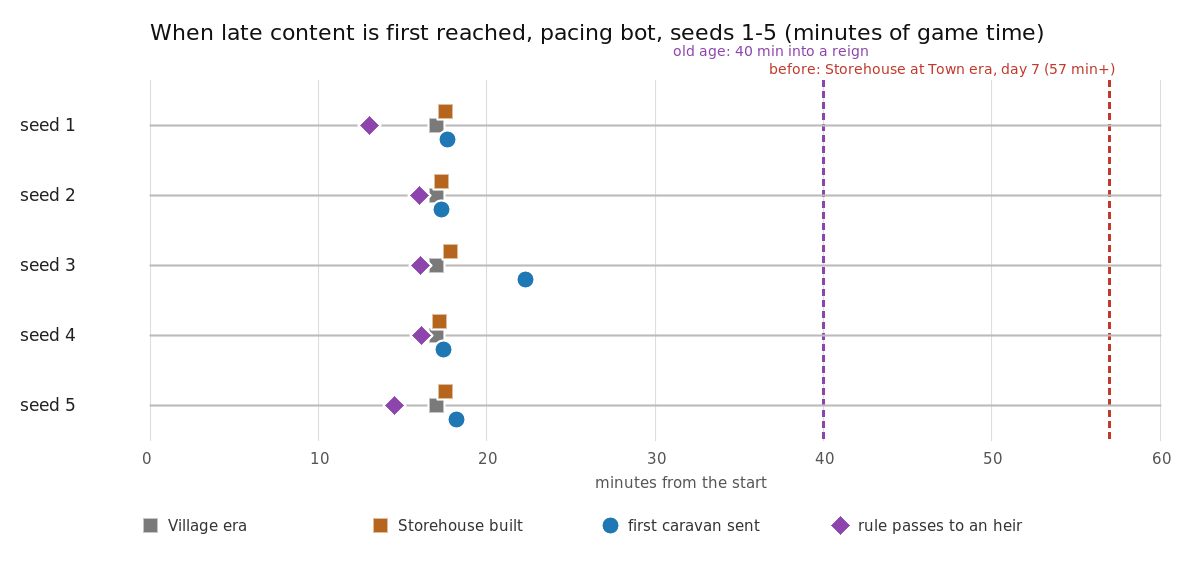 When late content is first reached, pacing bot, seeds 1-5 (minutes of game time)
old age: 40 min into a reign
before: Storehouse at Town era, day 7 (57 min+)
seed 1
seed 2
seed 3
seed 4
seed 5
0 10 20 30 40 50 60
minutes from the start
Village era Storehouse built first caravan sent rule passes to an heir